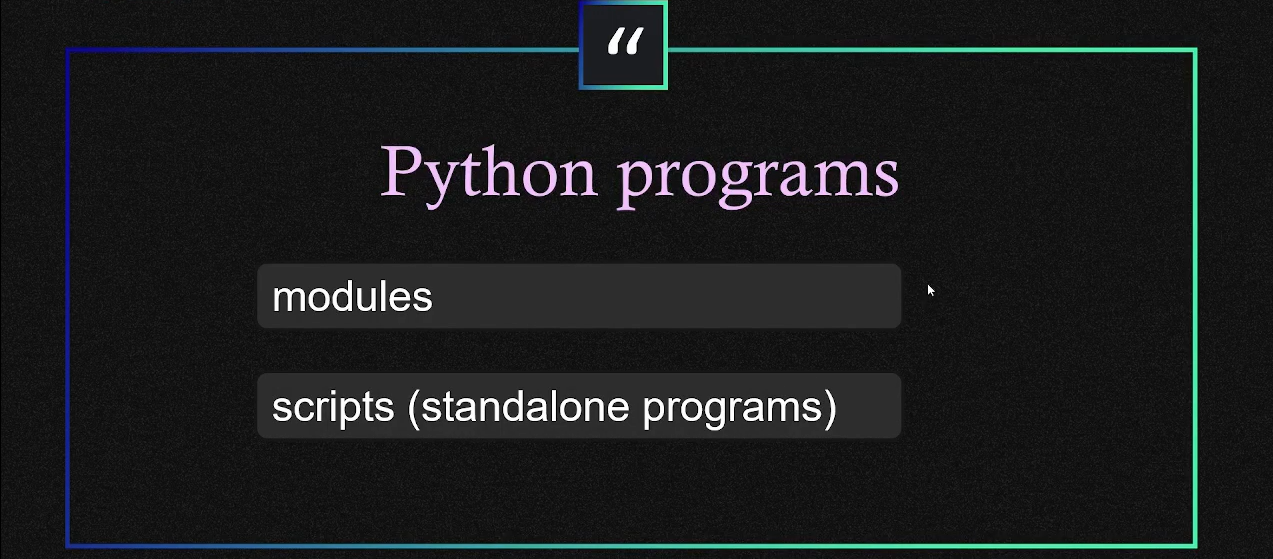 “
Python programs
modules
scripts (standalone programs)